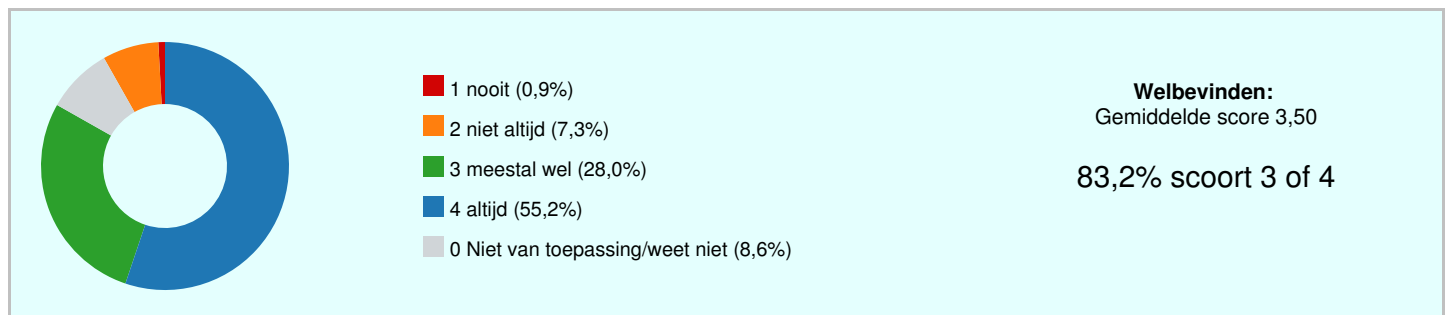 1 nooit (0,9%)
2 niet altijd (7,3%)
3 meestal wel (28,0%)
4 altijd (55,2%)
0 Niet van toepassing/weet niet (8,6%)
Welbevinden:
Gemiddelde score 3,50
83,2% scoort 3 of 4